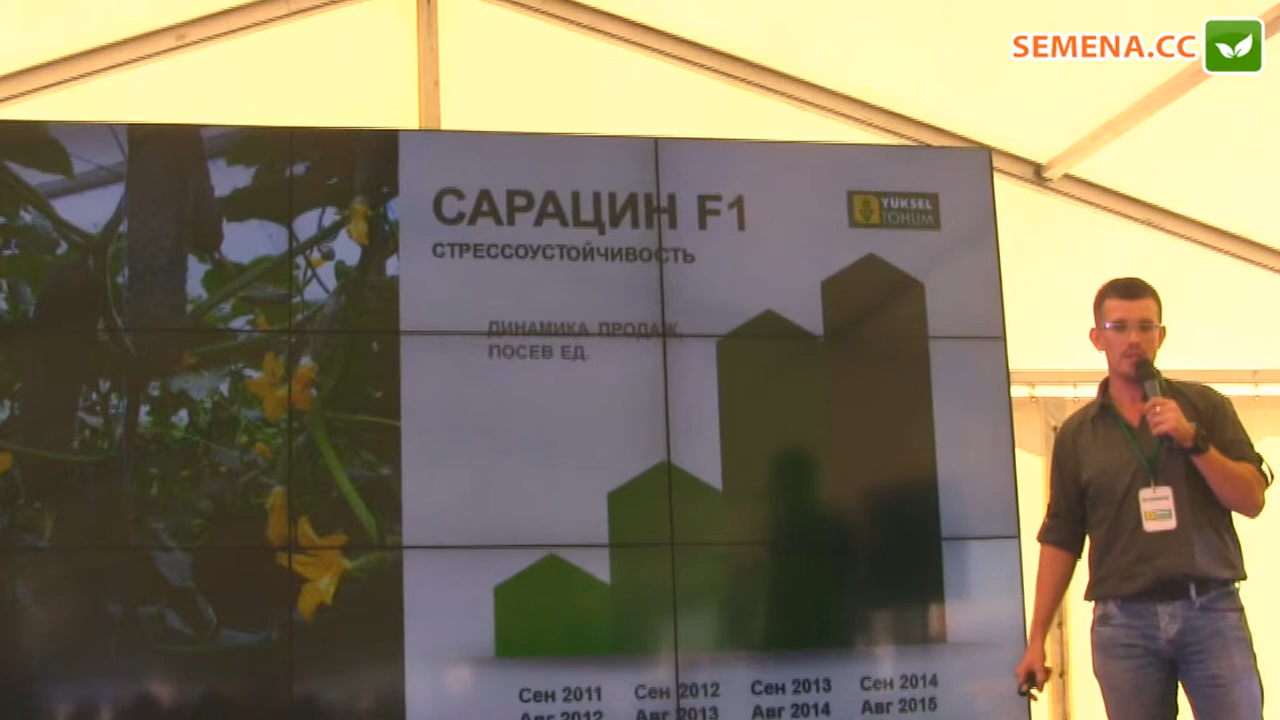 SEMENA.CC
САРАЦИН F1
YÜKSEL
TOHUM
СТРЕССОУСТОЙЧИВОСТЬ
ДИНАМИКА ПРОДАЖ,
ПОСЕВ ЕД.
Сен 2011 Сен 2012 Сен 2013 Сен 2014
Авг 2012 Авг 2013 Авг 2014 Авг 2015